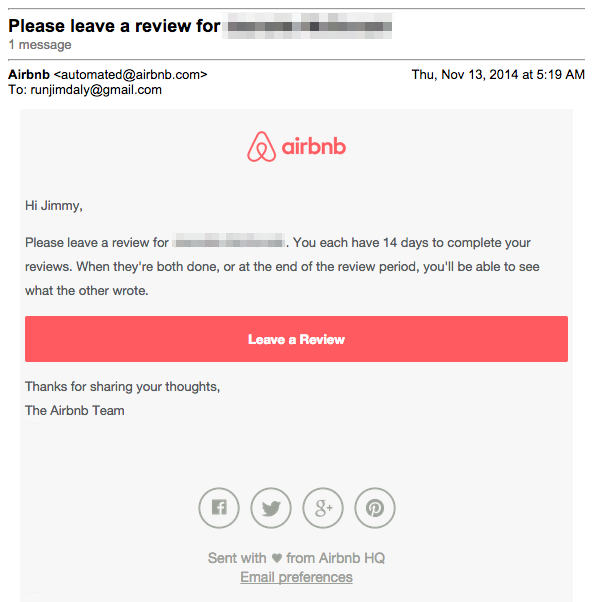 Please leave a review for
1 message
Airbnb <automated@airbnb.com> Thu, Nov 13, 2014 at 5:19 AM
To: runjimdaly@gmail.com
airbnb
Hi Jimmy,
Please leave a review for . You each have 14 days to complete your
reviews. When they're both done, or at the end of the review period, you'll be able to see
what the other wrote.
Leave a Review
Thanks for sharing your thoughts,
The Airbnb Team
f g+
Sent with ♥ from Airbnb HQ
Email preferences